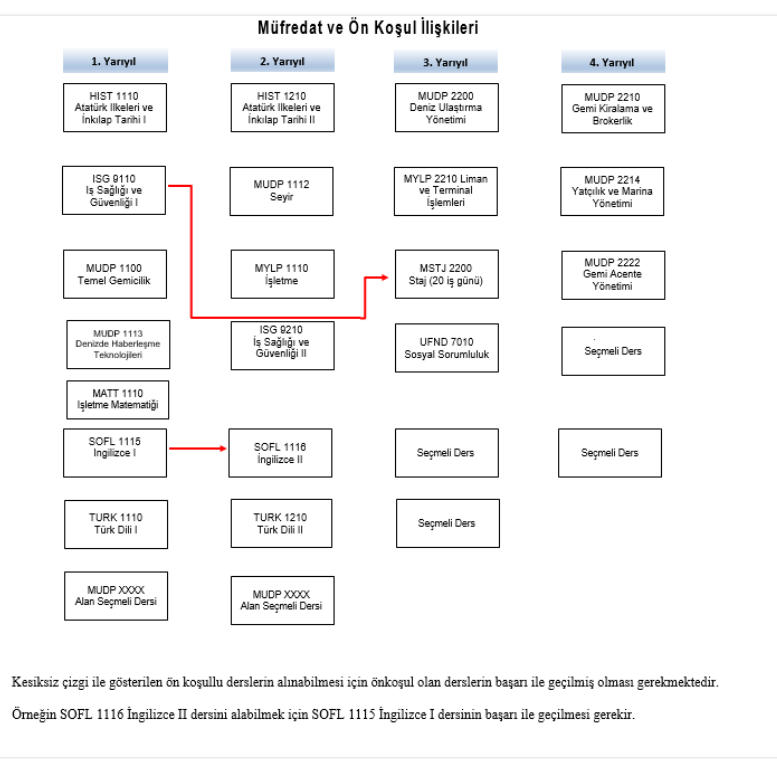 Müfredat ve Ön Koşul İlişkileri
1. Yarıyıl
2. Yarıyıl
3. Yarıyıl
4. Yarıyıl
HIST 1110
Atatürk İlkeleri ve
İnkılap Tarihi I
HIST 1210
Atatürk İlkeleri ve
İnkılap Tarihi II
MUDP 2200
Deniz Ulaştırma
Yönetimi
MUDP 2210
Gemi Kiralama ve
Brokerlik
ISG 9110
İş Sağlığı ve
Güvenliği I
MUDP 1112
Seyir
MYLP 2210 Liman
ve Terminal
İşlemleri
MUDP 2214
Yatçılık ve Marina
Yönetimi
MUDP 1100
Temel Gemicilik
MYLP 1110
İşletme
MSTJ 2200
Staj (20 iş günü)
MUDP 2222
Gemi Acente
Yönetimi
MUDP 1113
Denizde Haberleşme
Teknolojileri
ISG 9210
İş Sağlığı ve
Güvenliği II
UFND 7010
Sosyal Sorumluluk
Seçmeli Ders
MATT 1110
İşletme Matematiği
SOFL 1115
İngilizce I
SOFL 1116
İngilizce II
Seçmeli Ders
Seçmeli Ders
TURK 1110
Türk Dili I
TURK 1210
Türk Dili II
Seçmeli Ders
MUDP XXXX
Alan Seçmeli Dersi
MUDP XXXX
Alan Seçmeli Dersi
Kesiksiz çizgi ile gösterilen ön koşullu derslerin alınabilmesi için önkoşul olan derslerin başarı ile geçilmiş olması gerekmektedir.
Örneğin SOFL 1116 İngilizce II dersini alabilmek için SOFL 1115 İngilizce I dersinin başarı ile geçilmesi gerekir.